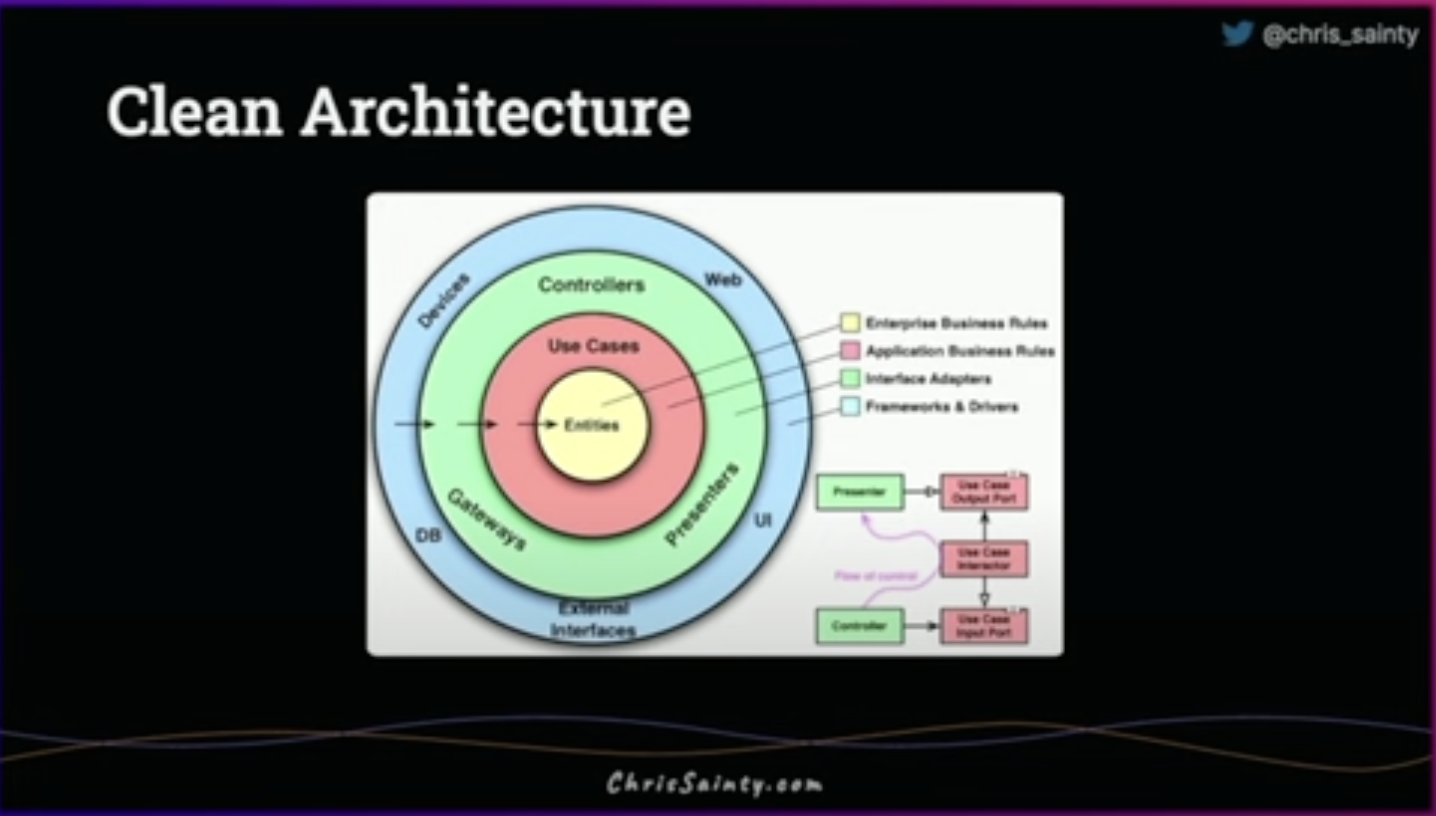 @chris_sainty
Clean Architecture
Devices
Controllers
Web
Use Cases
Entities
Gateways
Presenters
DB
UI
External
Interfaces
Enterprise Business Rules
Application Business Rules
Interface Adapters
Frameworks & Drivers
Presenter
Use Case
Output Port
Flow of control
Use Case
Interactor
Controller
Use Case
Input Port
ChrisSainty.com